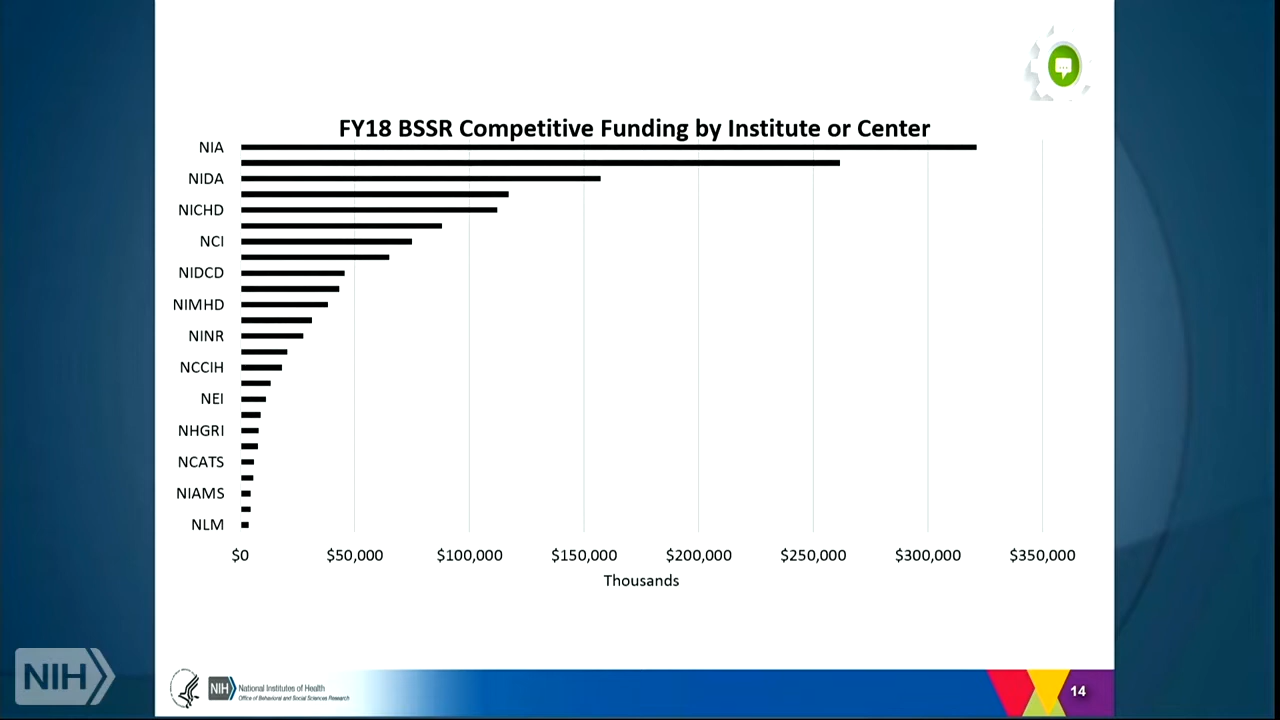 FY18 BSSR Competitive Funding by Institute or Center
NIA
NIDA
NICHD
NCI
NIDCD
NIMHD
NINR
NCCIH
NEI
NHGRI
NCATS
NIAMS
NLM
$0 $50,000 $100,000 $150,000 $200,000 $250,000 $300,000 $350,000
Thousands
NIH
NIH National Institutes of Health
Office of Behavioral and Social Sciences Research
14